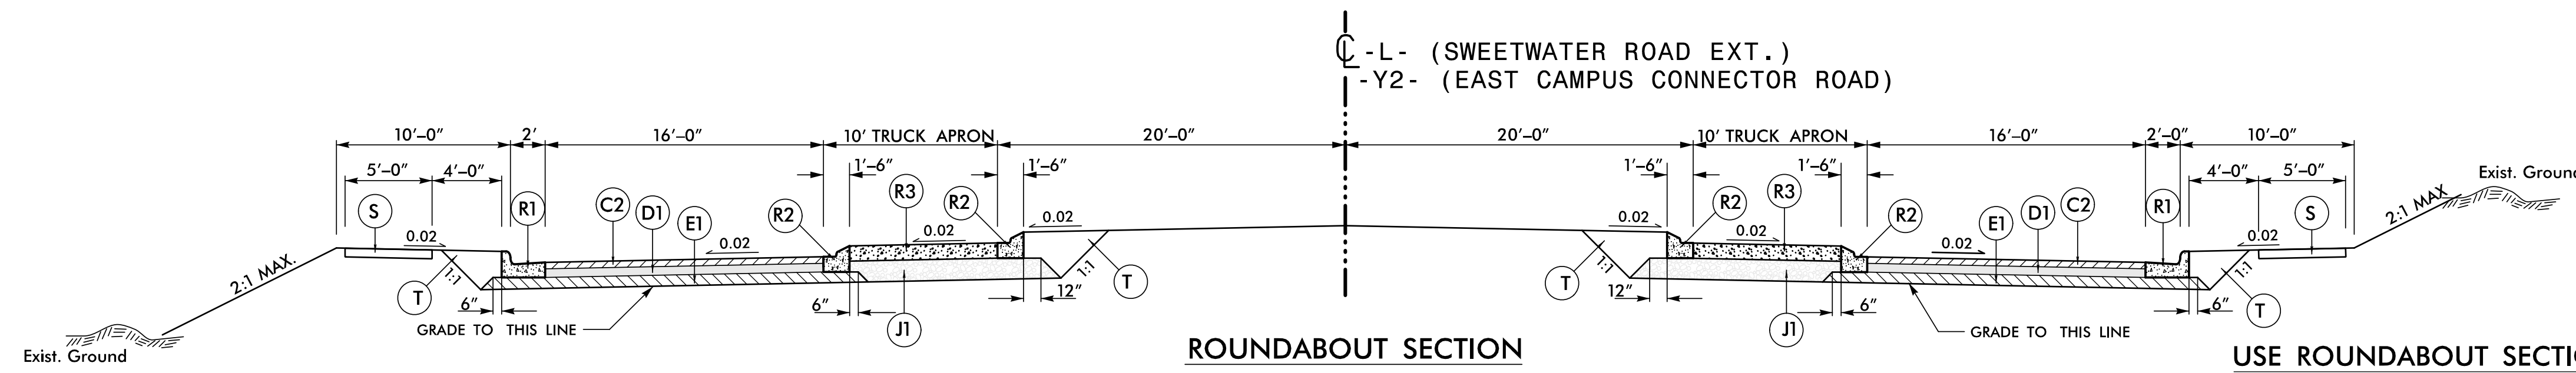 ℄ -L- (SWEETWATER ROAD EXT.)
-Y2- (EAST CAMPUS CONNECTOR ROAD)
10'-0" 2' 16'-0" 10' TRUCK APRON 20'-0" 20'-0" 10' TRUCK APRON 16'-0" 2'-0" 10'-0"
5'-0" 4'-0" 1'-6" 1'-6" 1'-6" 1'-6" 4'-0" 5'-0"
Exist. Ground
S R1 C2 D1 E1 R2 R3 R2 R2 R3 R2 E1 D1 C2 R1 S
0.02 0.02 0.02 0.02 0.02 0.02 0.02 0.02
2:1 MAX. 2:1 MAX.
T 1:1 1:1 T T 1:1 1:1 T
6" 6" 12" 12" 6" 6"
GRADE TO THIS LINE J1 J1 GRADE TO THIS LINE
Exist. Ground
ROUNDABOUT SECTION
USE ROUNDABOUT SECTI